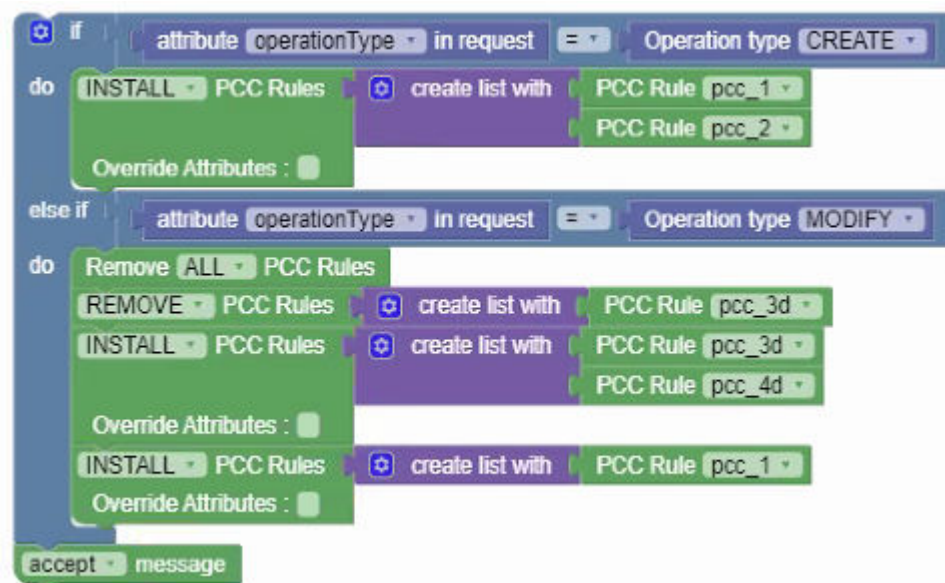 if attribute operationType in request = Operation type CREATE
do INSTALL PCC Rules create list with PCC Rule pcc_1
PCC Rule pcc_2
Override Attributes :
else if attribute operationType in request = Operation type MODIFY
do Remove ALL PCC Rules
REMOVE PCC Rules create list with PCC Rule pcc_3d
INSTALL PCC Rules create list with PCC Rule pcc_3d
PCC Rule pcc_4d
Override Attributes :
INSTALL PCC Rules create list with PCC Rule pcc_1
Override Attributes :
accept message